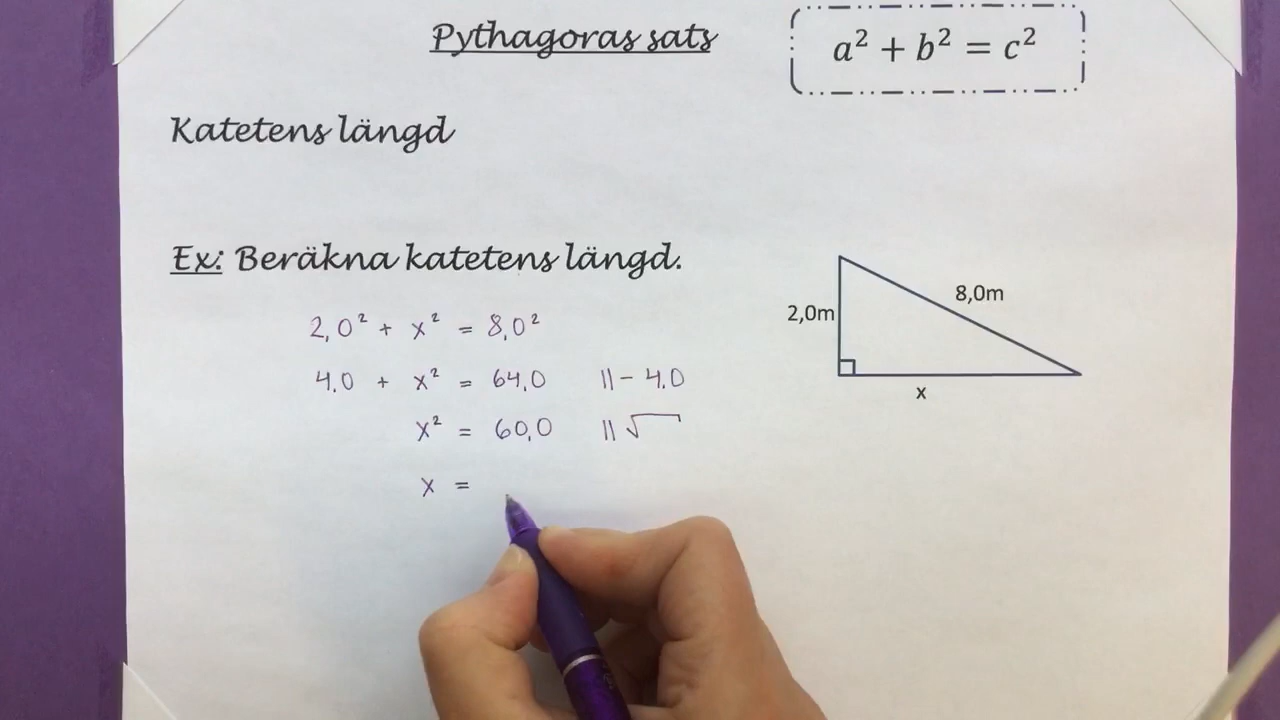 Pythagoras sats
a² + b² = c²
Katetens längd
Ex: Beräkna katetens längd.
2,0² + x² = 8,0²
4,0 + x² = 64,0 || - 4,0
x² = 60,0 || √
x =
2,0m
8,0m
x